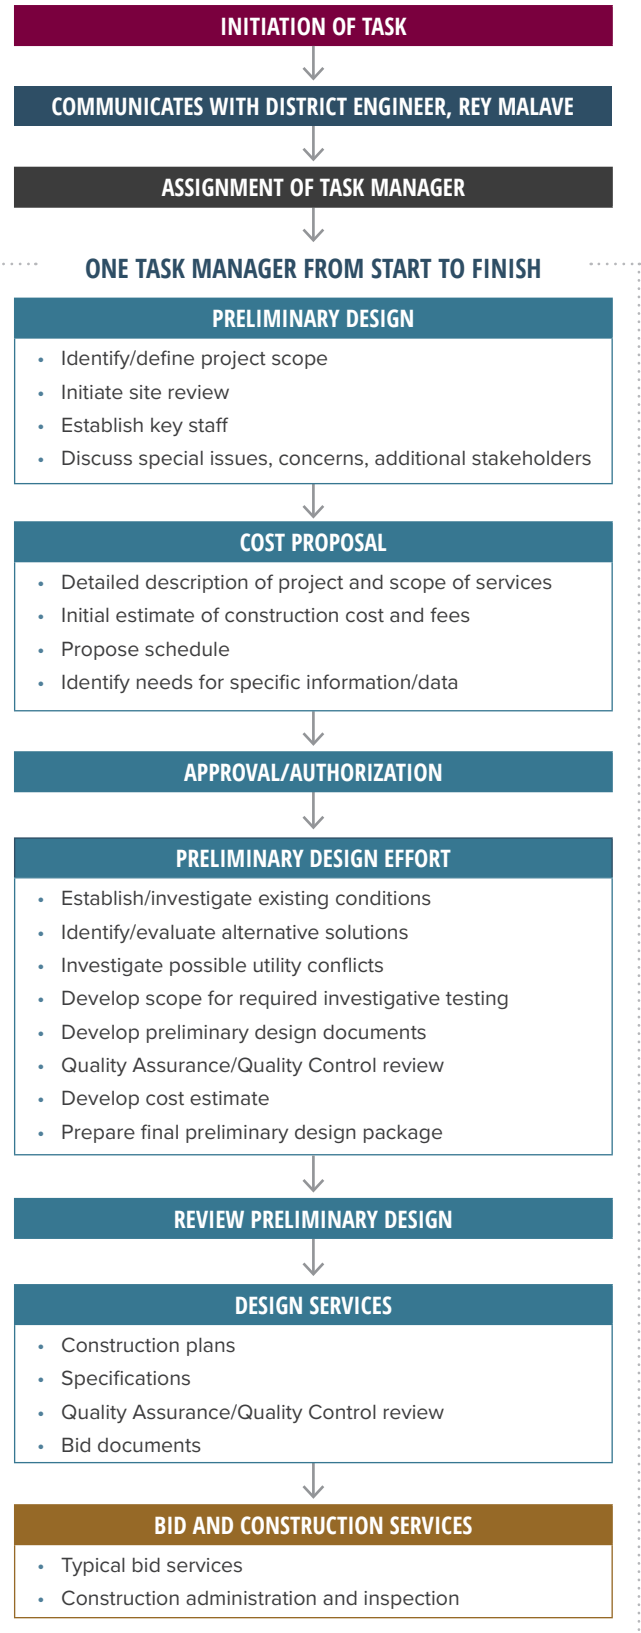 INITIATION OF TASK
COMMUNICATES WITH DISTRICT ENGINEER, REY MALAVE
ASSIGNMENT OF TASK MANAGER
ONE TASK MANAGER FROM START TO FINISH
PRELIMINARY DESIGN
• Identify/define project scope
• Initiate site review
• Establish key staff
• Discuss special issues, concerns, additional stakeholders
COST PROPOSAL
• Detailed description of project and scope of services
• Initial estimate of construction cost and fees
• Propose schedule
• Identify needs for specific information/data
APPROVAL/AUTHORIZATION
PRELIMINARY DESIGN EFFORT
• Establish/investigate existing conditions
• Identify/evaluate alternative solutions
• Investigate possible utility conflicts
• Develop scope for required investigative testing
• Develop preliminary design documents
• Quality Assurance/Quality Control review
• Develop cost estimate
• Prepare final preliminary design package
REVIEW PRELIMINARY DESIGN
DESIGN SERVICES
• Construction plans
• Specifications
• Quality Assurance/Quality Control review
• Bid documents
BID AND CONSTRUCTION SERVICES
• Typical bid services
• Construction administration and inspection